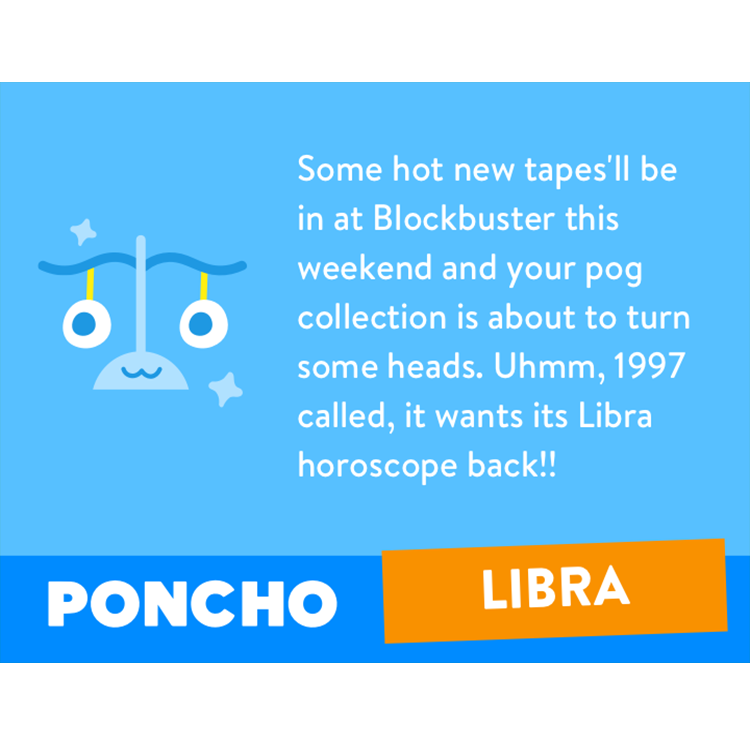 Some hot new tapes'll be
in at Blockbuster this
weekend and your pog
collection is about to turn
some heads. Uhmm, 1997
called, it wants its Libra
horoscope back!!
PONCHO
LIBRA